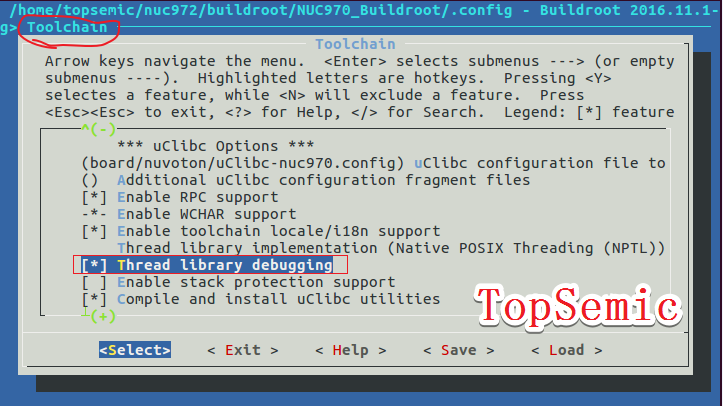 /home/topsemic/nuc972/buildroot/NUC970_Buildroot/.config - Buildroot 2016.11.1-
g> Toolchain
Toolchain
Arrow keys navigate the menu.  <Enter> selects submenus ---> (or empty
submenus ----).  Highlighted letters are hotkeys.  Pressing <Y>
selectes a feature, while <N> will exclude a feature.  Press
<Esc><Esc> to exit, <?> for Help, </> for Search.  Legend: [*] feature
^(-)
*** uClibc Options ***
(board/nuvoton/uClibc-nuc970.config) uClibc configuration file to
()  Additional uClibc configuration fragment files
[*] Enable RPC support
-*- Enable WCHAR support
[*] Enable toolchain locale/i18n support
Thread library implementation (Native POSIX Threading (NPTL))
[*] Thread library debugging
[ ] Enable stack protection support
[*] Compile and install uClibc utilities
(+)
TopSemic
<Select>    < Exit >    < Help >    < Save >    < Load >